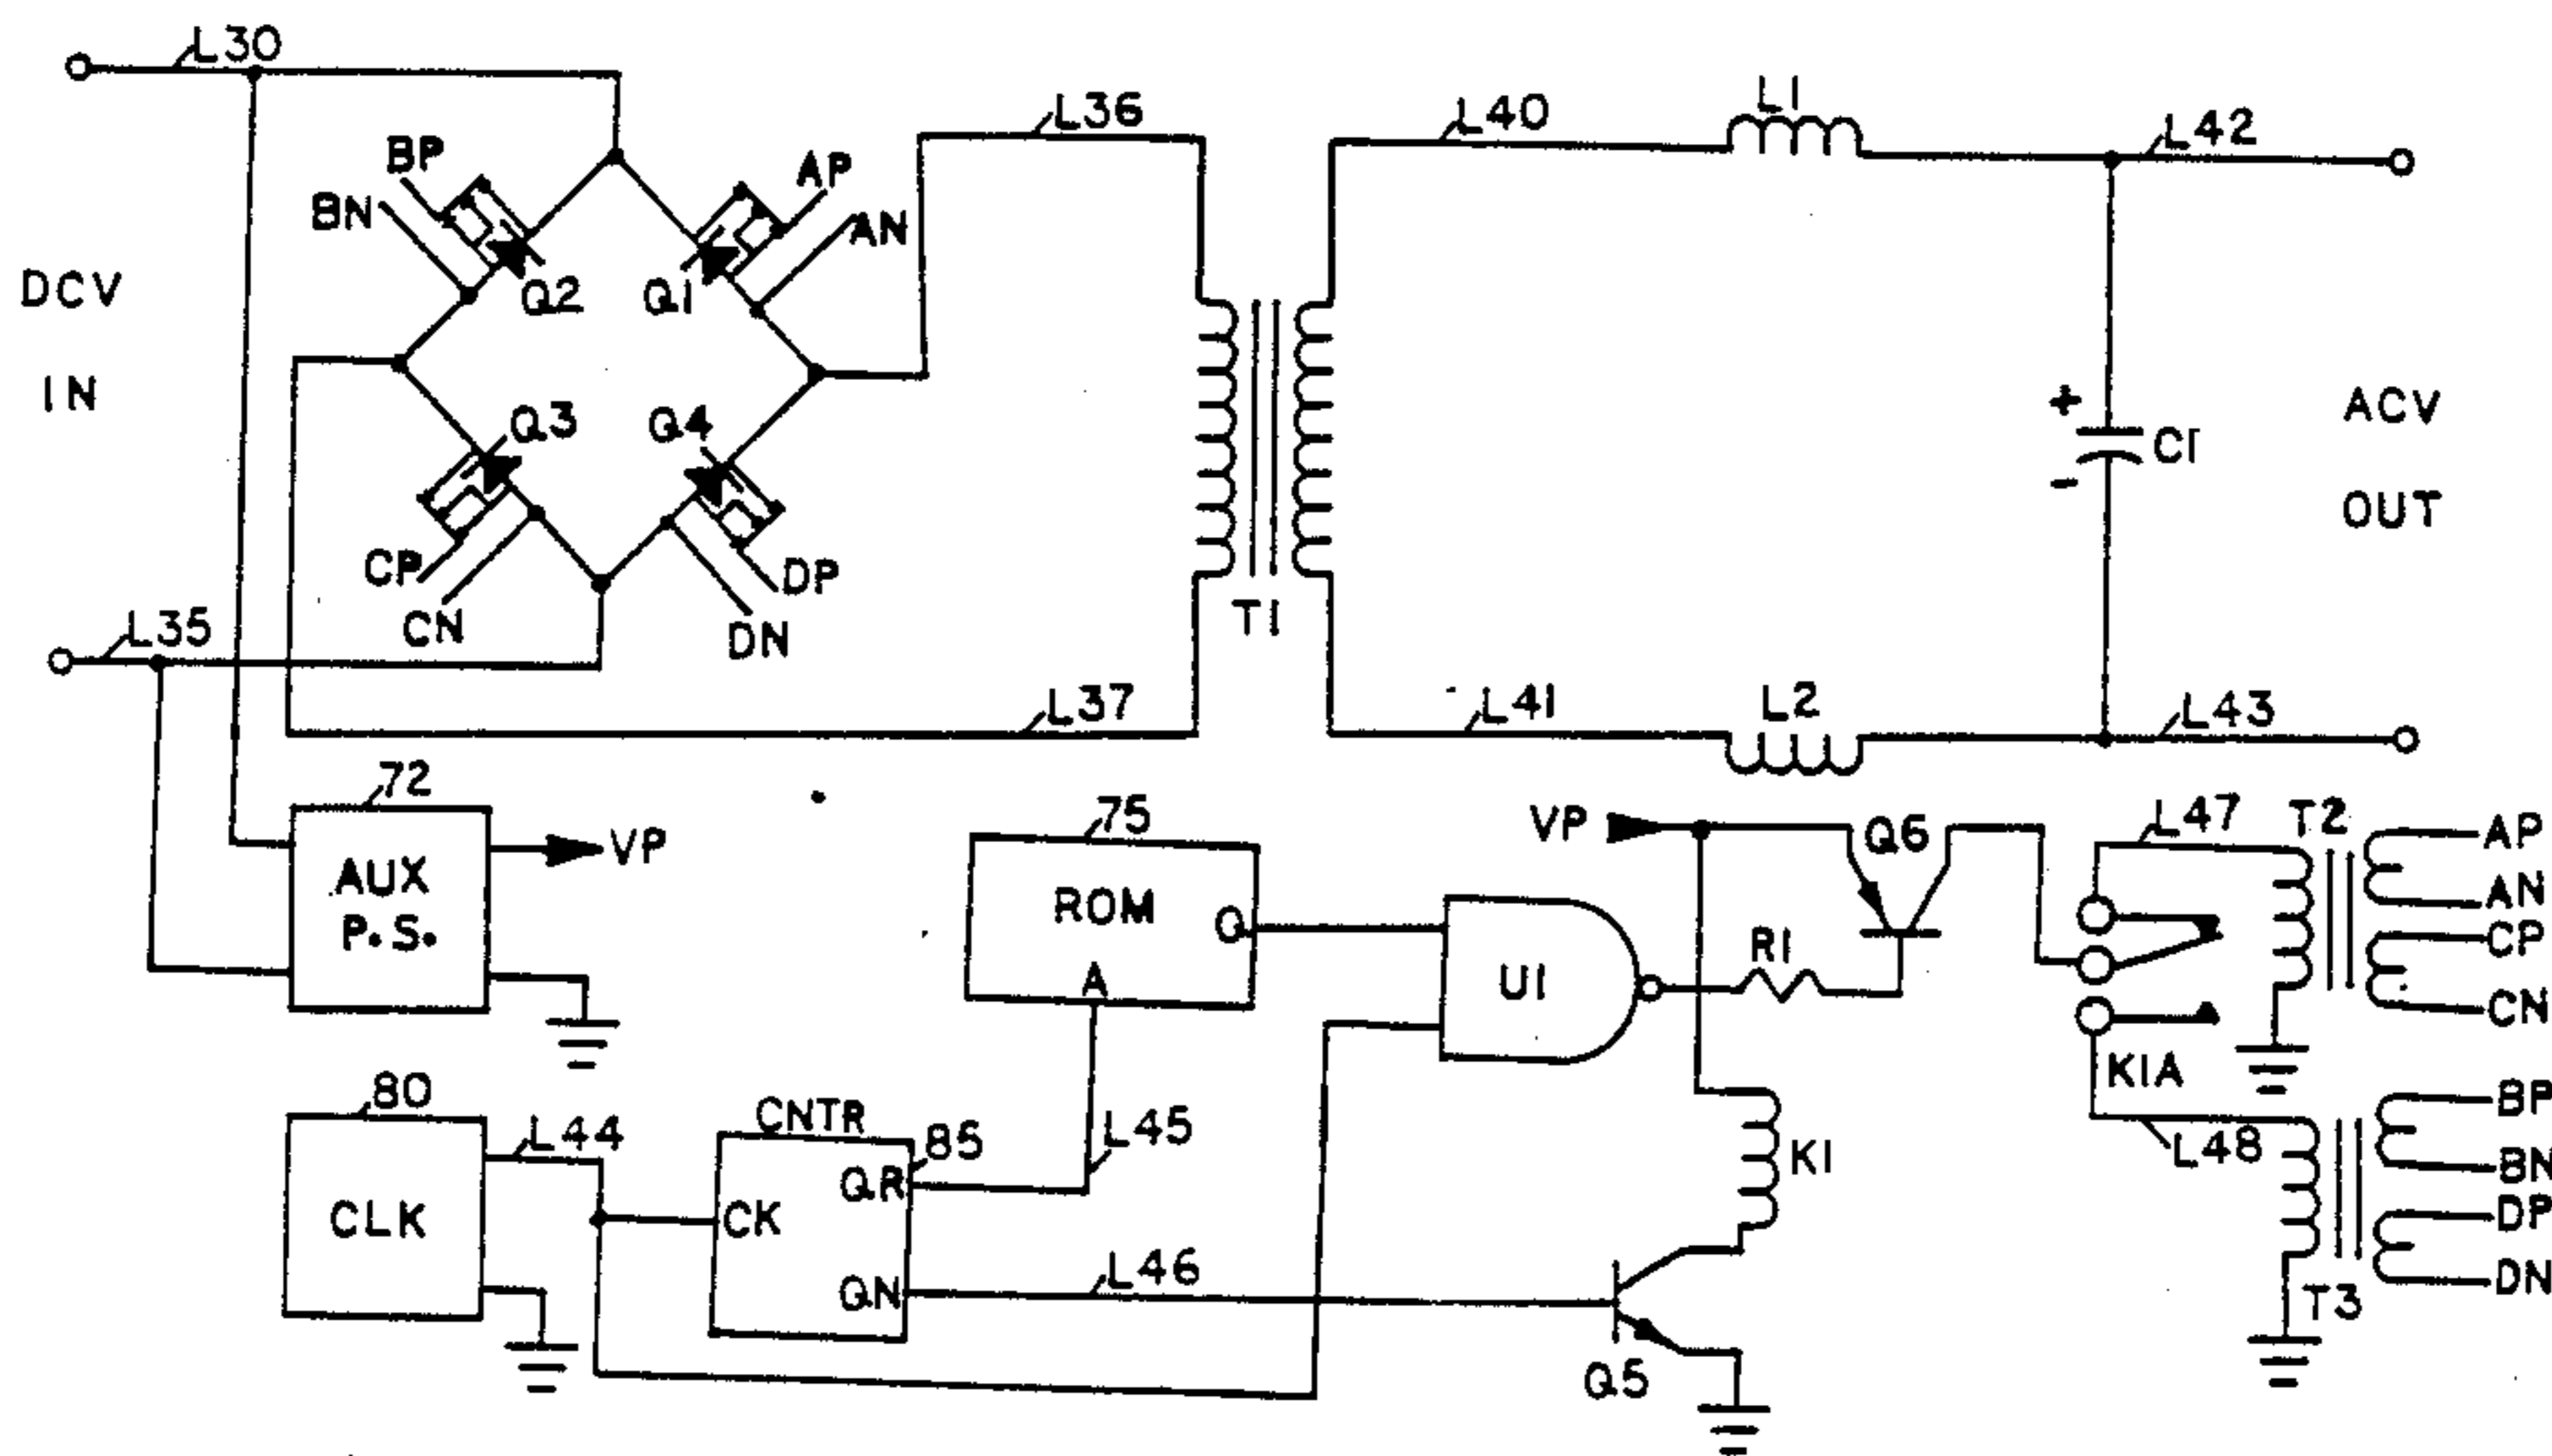 L30
L36
L40
L1
L42
BP
BN
AP
AN
Q2
Q1
DCV
IN
Q3
Q4
CP
CN
DP
DN
L35
T1
+
C1
-
ACV
OUT
L37
L41
L2
L43
72
AUX
P.S.
VP
75
ROM
Q
A
VP
Q6
L47
T2
AP
AN
CP
CN
R1
U1
K1A
80
CLK
L44
CNTR
85
QR
CK
QN
L45
L46
K1
Q5
L48
T3
BP
BN
DP
DN